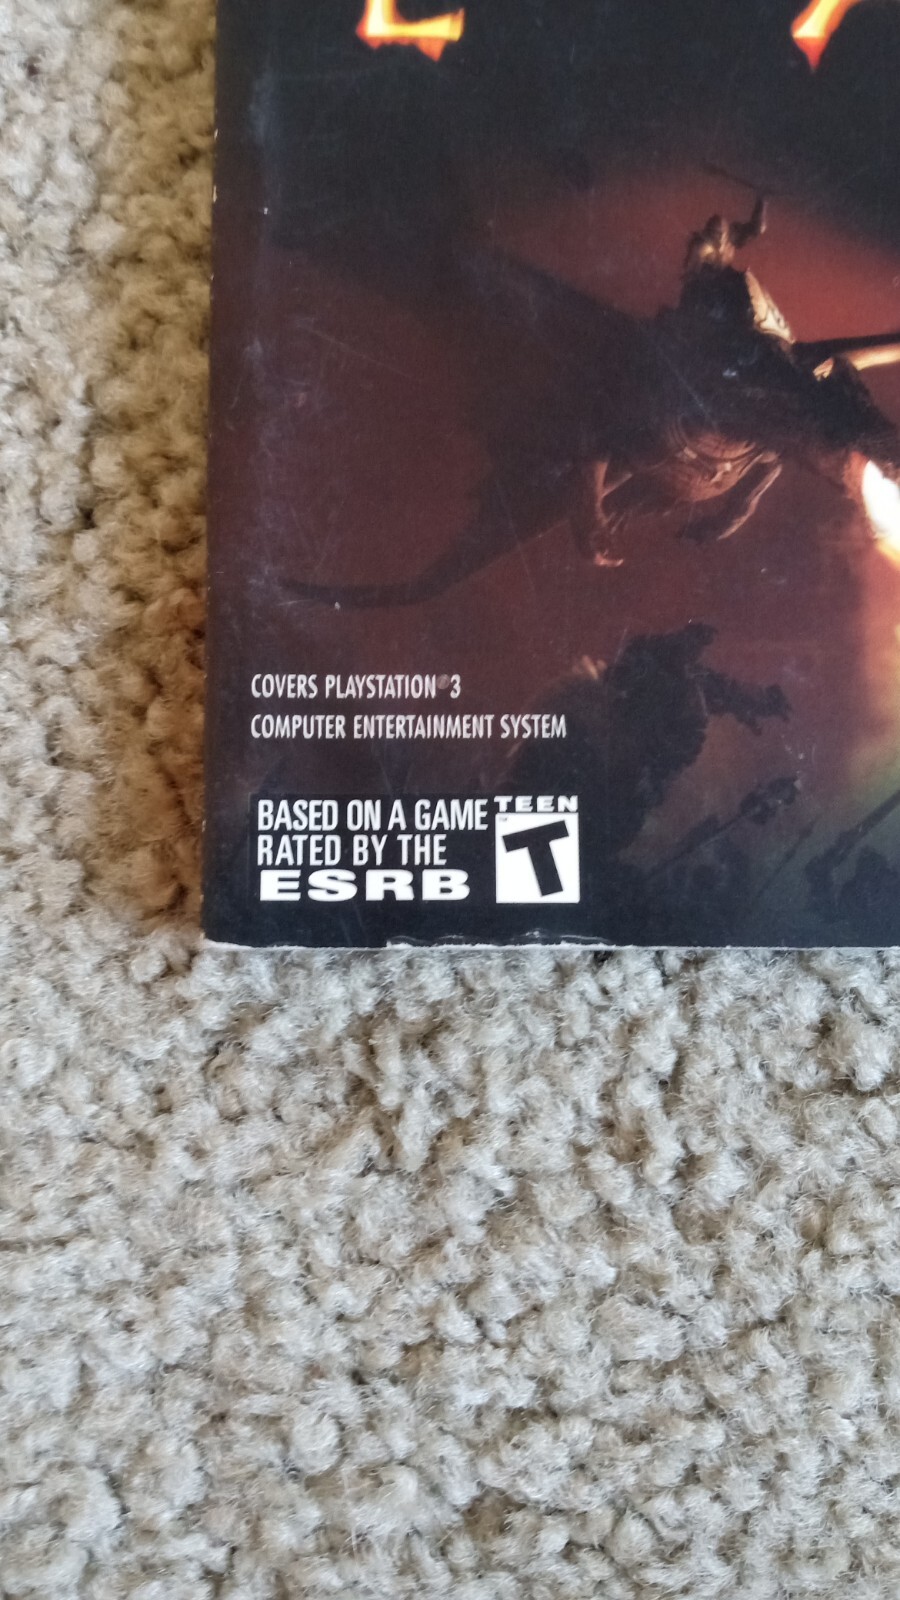 L A
COVERS PLAYSTATION® 3
COMPUTER ENTERTAINMENT SYSTEM
BASED ON A GAME
RATED BY THE
ESRB
TEEN
T